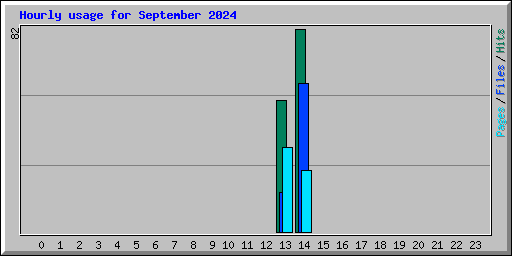 Hourly usage for September 2024
82
Pages/Files/Hits
0 1 2 3 4 5 6 7 8 9 10 11 12 13 14 15 16 17 18 19 20 21 22 23